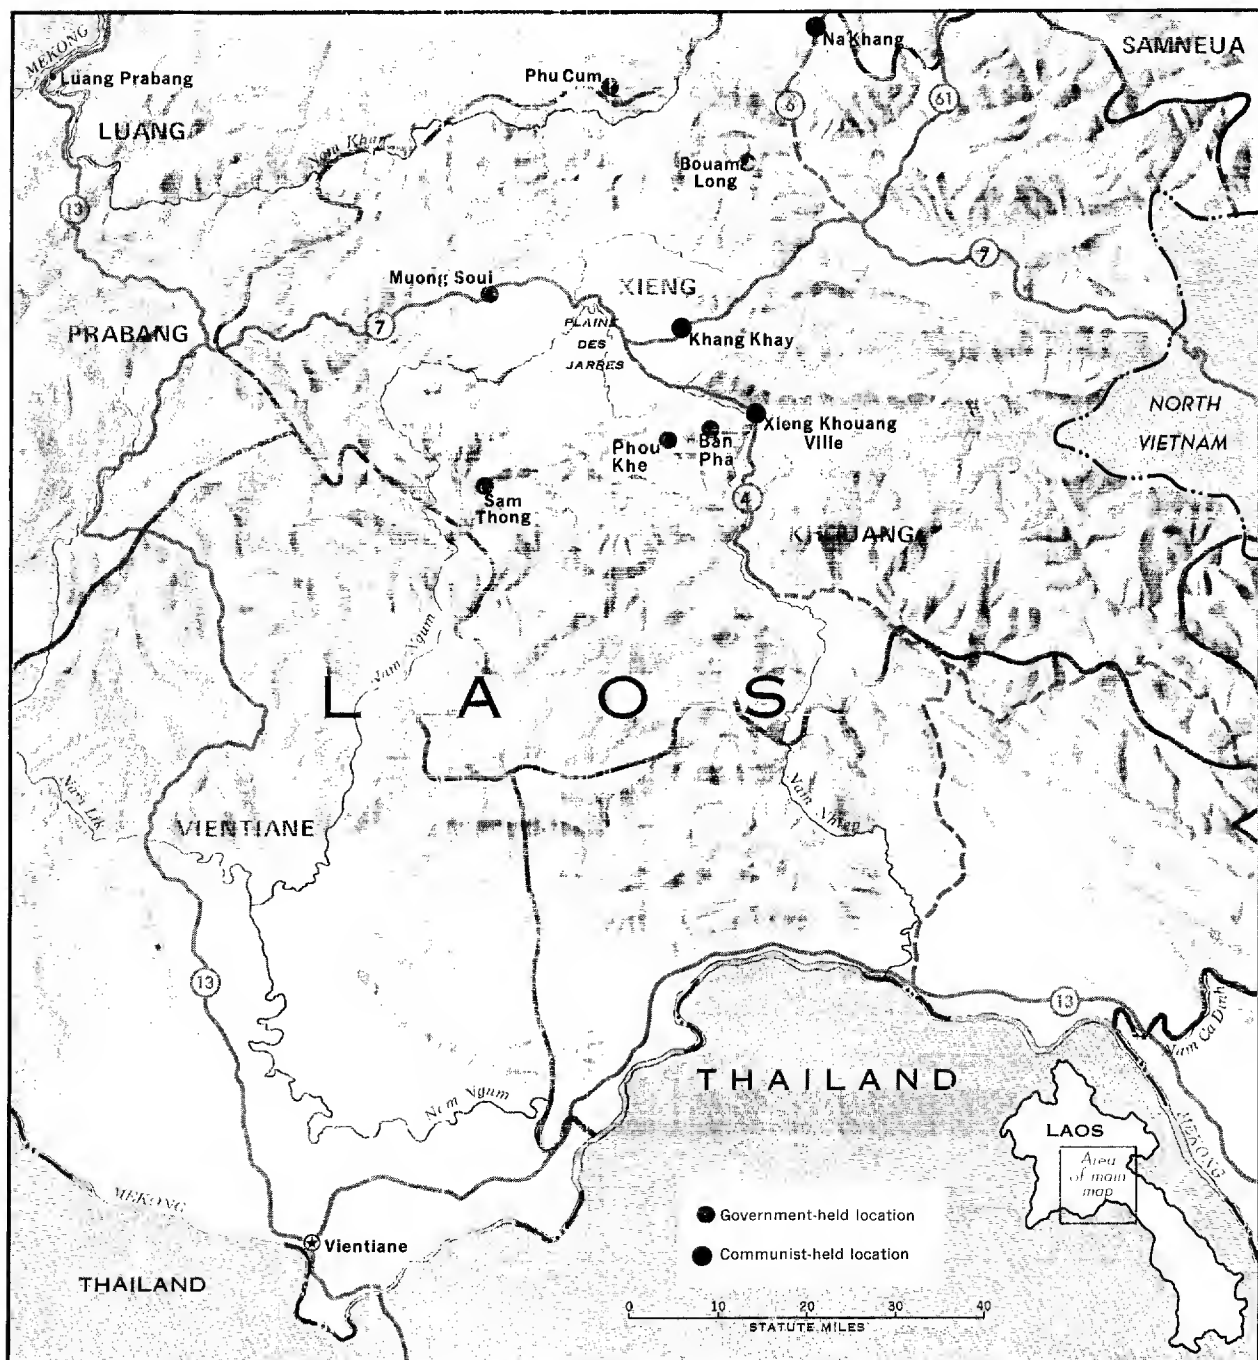 MEKONG
Luang Prabang
LUANG
PRABANG
Phu Cum
Nam Khan
Na Khang
SAMNEUA
6
61
Bouam
Long
13
7
Muong Soui
7
XIENG
KHOUANG
PLAINE
DES
JARRES
Khang Khay
NORTH
VIETNAM
Xieng Khouang
Ville
Ban
Pha
Phou
Khe
4
Sam
Thong
Nam Ngum
LAOS
Nam Lik
VIENTIANE
Nam Nhiep
13
13
Nam Ca Dinh
THAILAND
Nam Ngum
MEKONG
MEKONG
Vientiane
THAILAND
LAOS
Area
of main
map
Government-held location
Communist-held location
0 10 20 30 40
STATUTE MILES